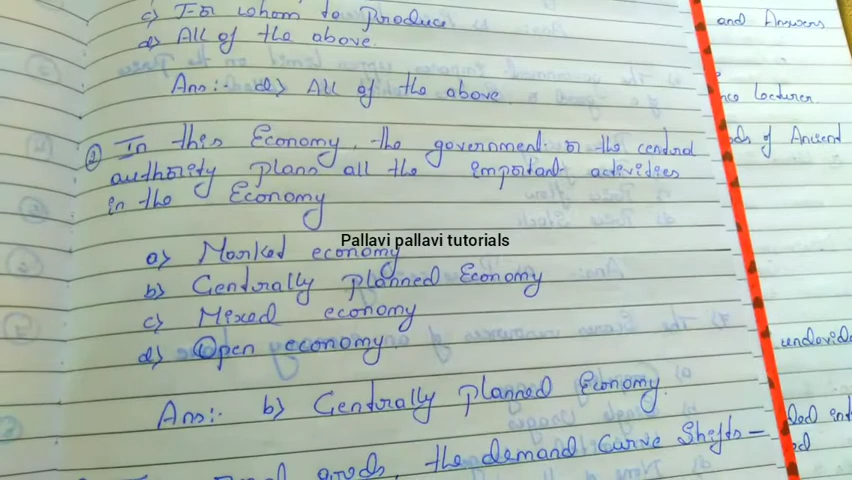 c) For whom to Produce
d) All of the above.
Ans:- d) All of the above.
② In this Economy, the government or the central
authority plans all the important activities
in the Economy
Pallavi pallavi tutorials
a) Market economy
b) Centrally planned Economy
c) Mixed economy
d) Open economy
Ans:- b) Centrally planned Economy.
goods, the demand Curve Shifts –
and Answers
Lecturer.
of Ancient